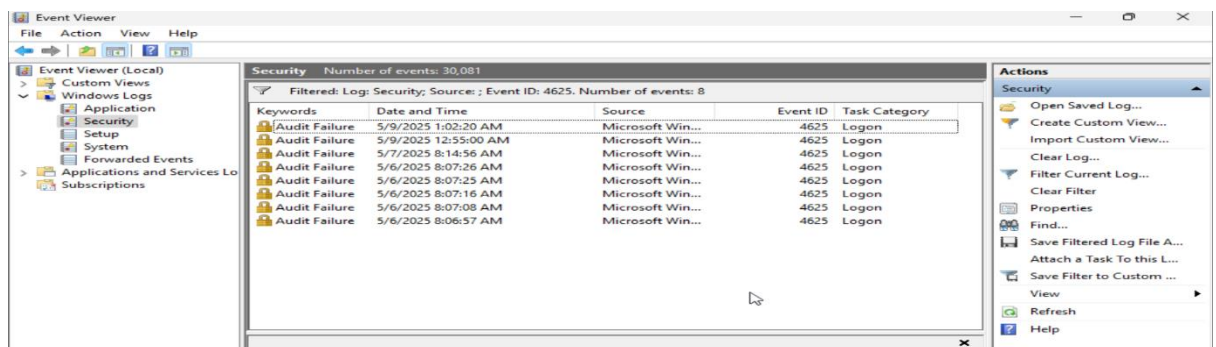 Event Viewer
File Action View Help
Event Viewer (Local)
Custom Views
Windows Logs
Application
Security
Setup
System
Forwarded Events
Applications and Services Lo
Subscriptions
Security Number of events: 30,081
Filtered: Log: Security; Source: ; Event ID: 4625. Number of events: 8
Keywords Date and Time Source Event ID Task Category
Audit Failure 5/9/2025 1:02:20 AM Microsoft Win... 4625 Logon
Audit Failure 5/9/2025 12:55:00 AM Microsoft Win... 4625 Logon
Audit Failure 5/7/2025 8:14:56 AM Microsoft Win... 4625 Logon
Audit Failure 5/6/2025 8:07:26 AM Microsoft Win... 4625 Logon
Audit Failure 5/6/2025 8:07:25 AM Microsoft Win... 4625 Logon
Audit Failure 5/6/2025 8:07:16 AM Microsoft Win... 4625 Logon
Audit Failure 5/6/2025 8:07:08 AM Microsoft Win... 4625 Logon
Audit Failure 5/6/2025 8:06:57 AM Microsoft Win... 4625 Logon
Actions
Security
Open Saved Log...
Create Custom View...
Import Custom View...
Clear Log...
Filter Current Log...
Clear Filter
Properties
Find...
Save Filtered Log File A...
Attach a Task To this L...
Save Filter to Custom ...
View
Refresh
Help